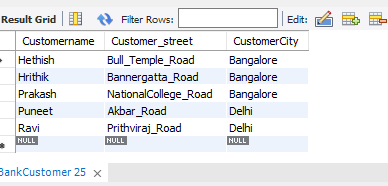 Result Grid Filter Rows: Edit:
Customername Customer_street CustomerCity
Hethish Bull_Temple_Road Bangalore
Hrithik Bannergatta_Road Bangalore
Prakash NationalCollege_Road Bangalore
Puneet Akbar_Road Delhi
Ravi Prithviraj_Road Delhi
NULL NULL NULL
BankCustomer 25 ×